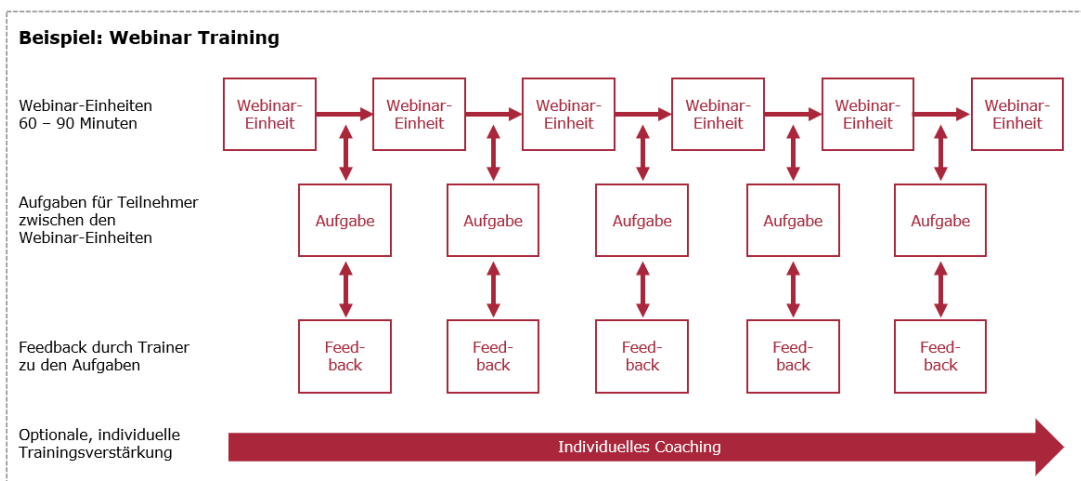 Beispiel: Webinar Training
Webinar-Einheiten
60 – 90 Minuten
Webinar-
Einheit
Webinar-
Einheit
Webinar-
Einheit
Webinar-
Einheit
Webinar-
Einheit
Webinar-
Einheit
Aufgaben für Teilnehmer
zwischen den
Webinar-Einheiten
Aufgabe
Aufgabe
Aufgabe
Aufgabe
Aufgabe
Feedback durch Trainer
zu den Aufgaben
Feed-
back
Feed-
back
Feed-
back
Feed-
back
Feed-
back
Optionale, individuelle
Trainingsverstärkung
Individuelles Coaching